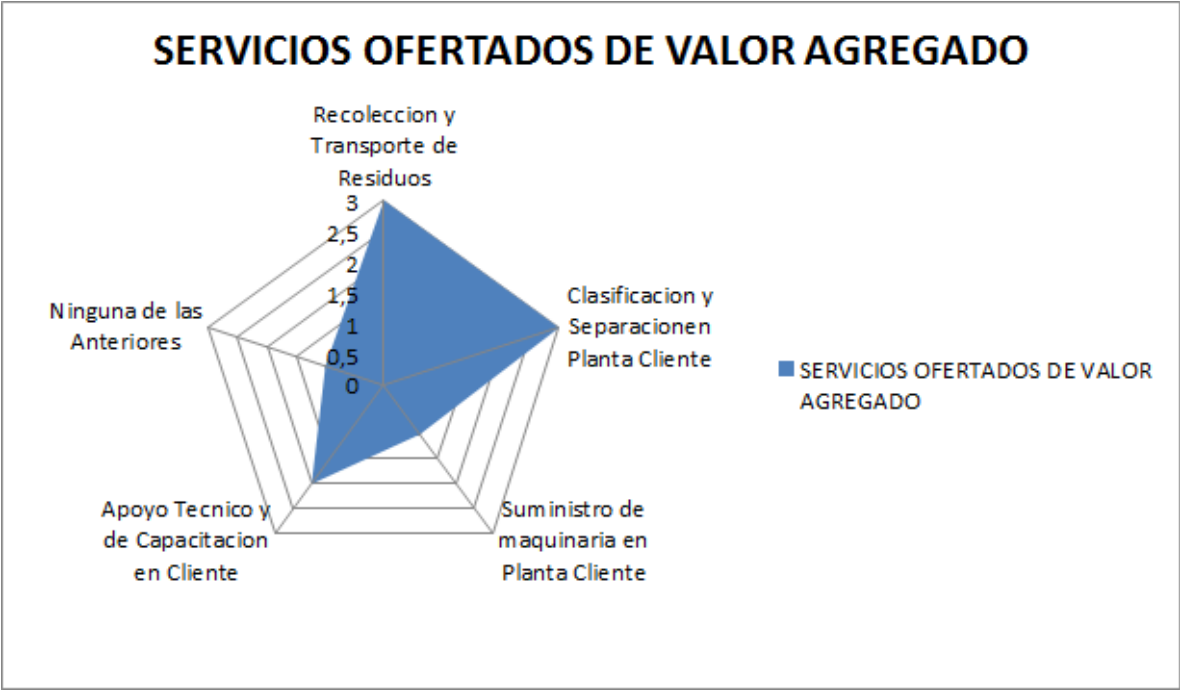 SERVICIOS OFERTADOS DE VALOR AGREGADO
Recoleccion y
Transporte de
Residuos
3
2,5
2
1,5
1
0,5
0
Clasificacion y
Separacionen
Planta Cliente
Suministro de
maquinaria en
Planta Cliente
Apoyo Tecnico y
de Capacitacion
en Cliente
Ninguna de las
Anteriores
SERVICIOS OFERTADOS DE VALOR
AGREGADO